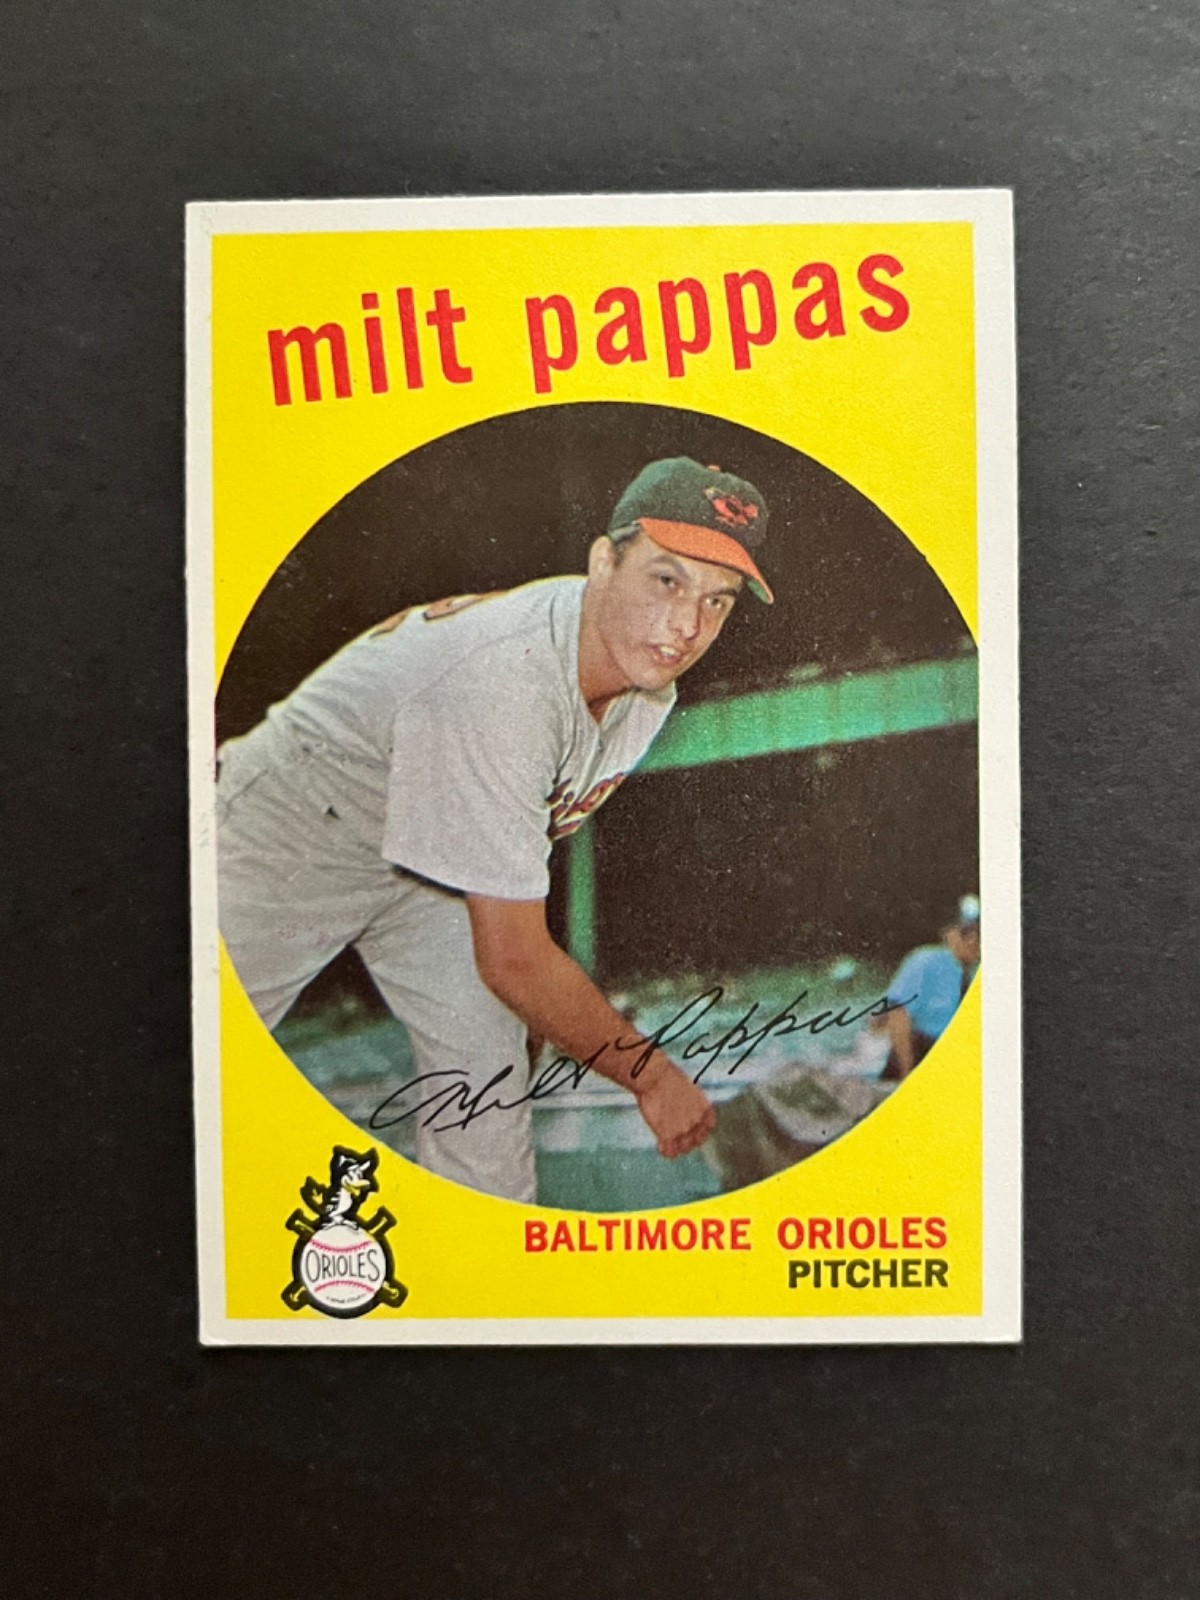 milt pappas
Milt Pappas
ORIOLES
BALTIMORE ORIOLES
PITCHER